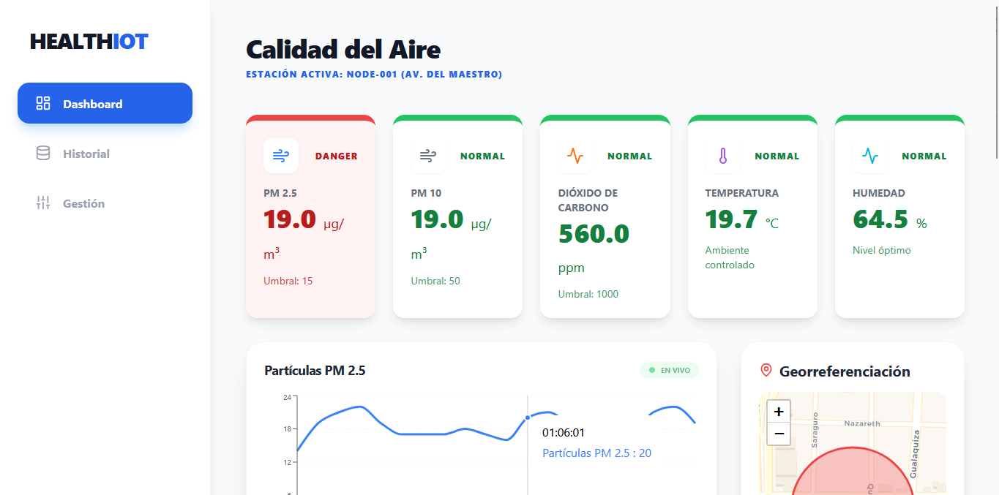 HEALTHIOT
Dashboard
Historial
Gestión
Calidad del Aire
ESTACIÓN ACTIVA: NODE-001 (AV. DEL MAESTRO)
DANGER
PM 2.5
19.0 µg/
m³
Umbral: 15
NORMAL
PM 10
19.0 µg/
m³
Umbral: 50
NORMAL
DIÓXIDO DE
CARBONO
560.0
ppm
Umbral: 1000
NORMAL
TEMPERATURA
19.7 °C
Ambiente
controlado
NORMAL
HUMEDAD
64.5 %
Nivel óptimo
Partículas PM 2.5
EN VIVO
24
18
12
6
01:06:01
Partículas PM 2.5 : 20
Georreferenciación
+
−
Saraguro
Nazareth
Gualaquiza